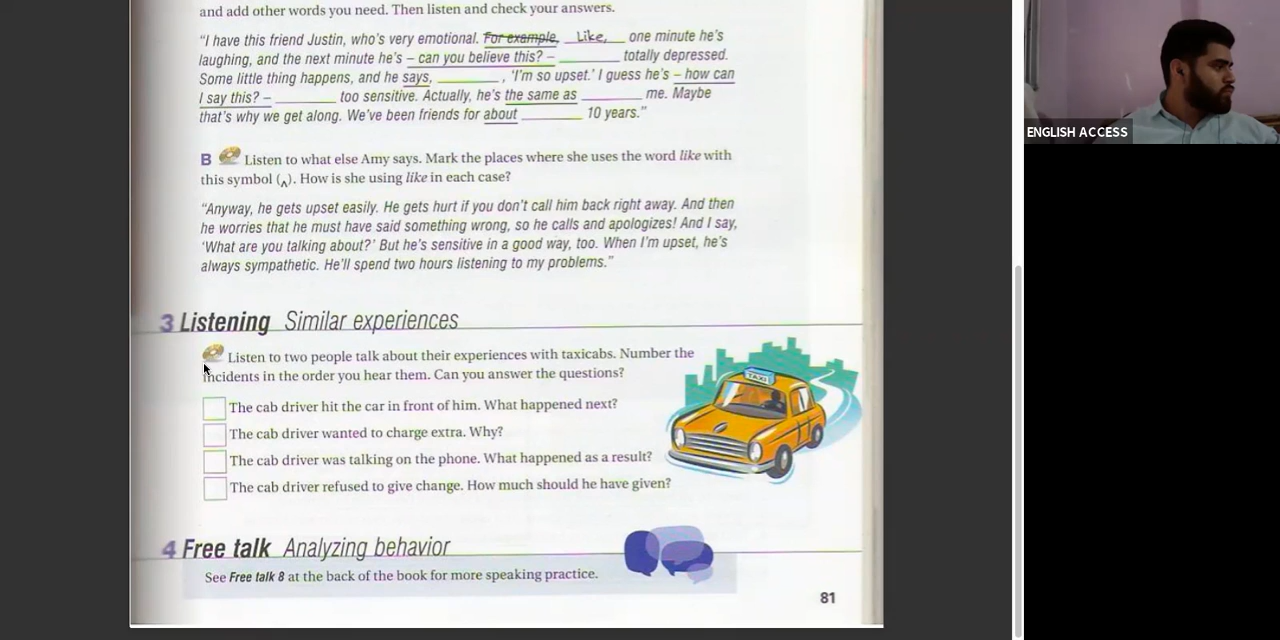 and add other words you need. Then listen and check your answers.
“I have this friend Justin, who’s very emotional. For example, Like, one minute he’s
laughing, and the next minute he’s – can you believe this? – ________ totally depressed.
Some little thing happens, and he says, ________ , ‘I’m so upset.’ I guess he’s – how can
I say this? – ________ too sensitive. Actually, he’s the same as ________ me. Maybe
that’s why we get along. We’ve been friends for about ________ 10 years.”
B Listen to what else Amy says. Mark the places where she uses the word like with
this symbol (^). How is she using like in each case?
“Anyway, he gets upset easily. He gets hurt if you don’t call him back right away. And then
he worries that he must have said something wrong, so he calls and apologizes! And I say,
‘What are you talking about?’ But he’s sensitive in a good way, too. When I’m upset, he’s
always sympathetic. He’ll spend two hours listening to my problems.”
3 Listening Similar experiences
Listen to two people talk about their experiences with taxicabs. Number the
incidents in the order you hear them. Can you answer the questions?
The cab driver hit the car in front of him. What happened next?
The cab driver wanted to charge extra. Why?
The cab driver was talking on the phone. What happened as a result?
The cab driver refused to give change. How much should he have given?
TAXI
4 Free talk Analyzing behavior
See Free talk 8 at the back of the book for more speaking practice.
81
ENGLISH ACCESS